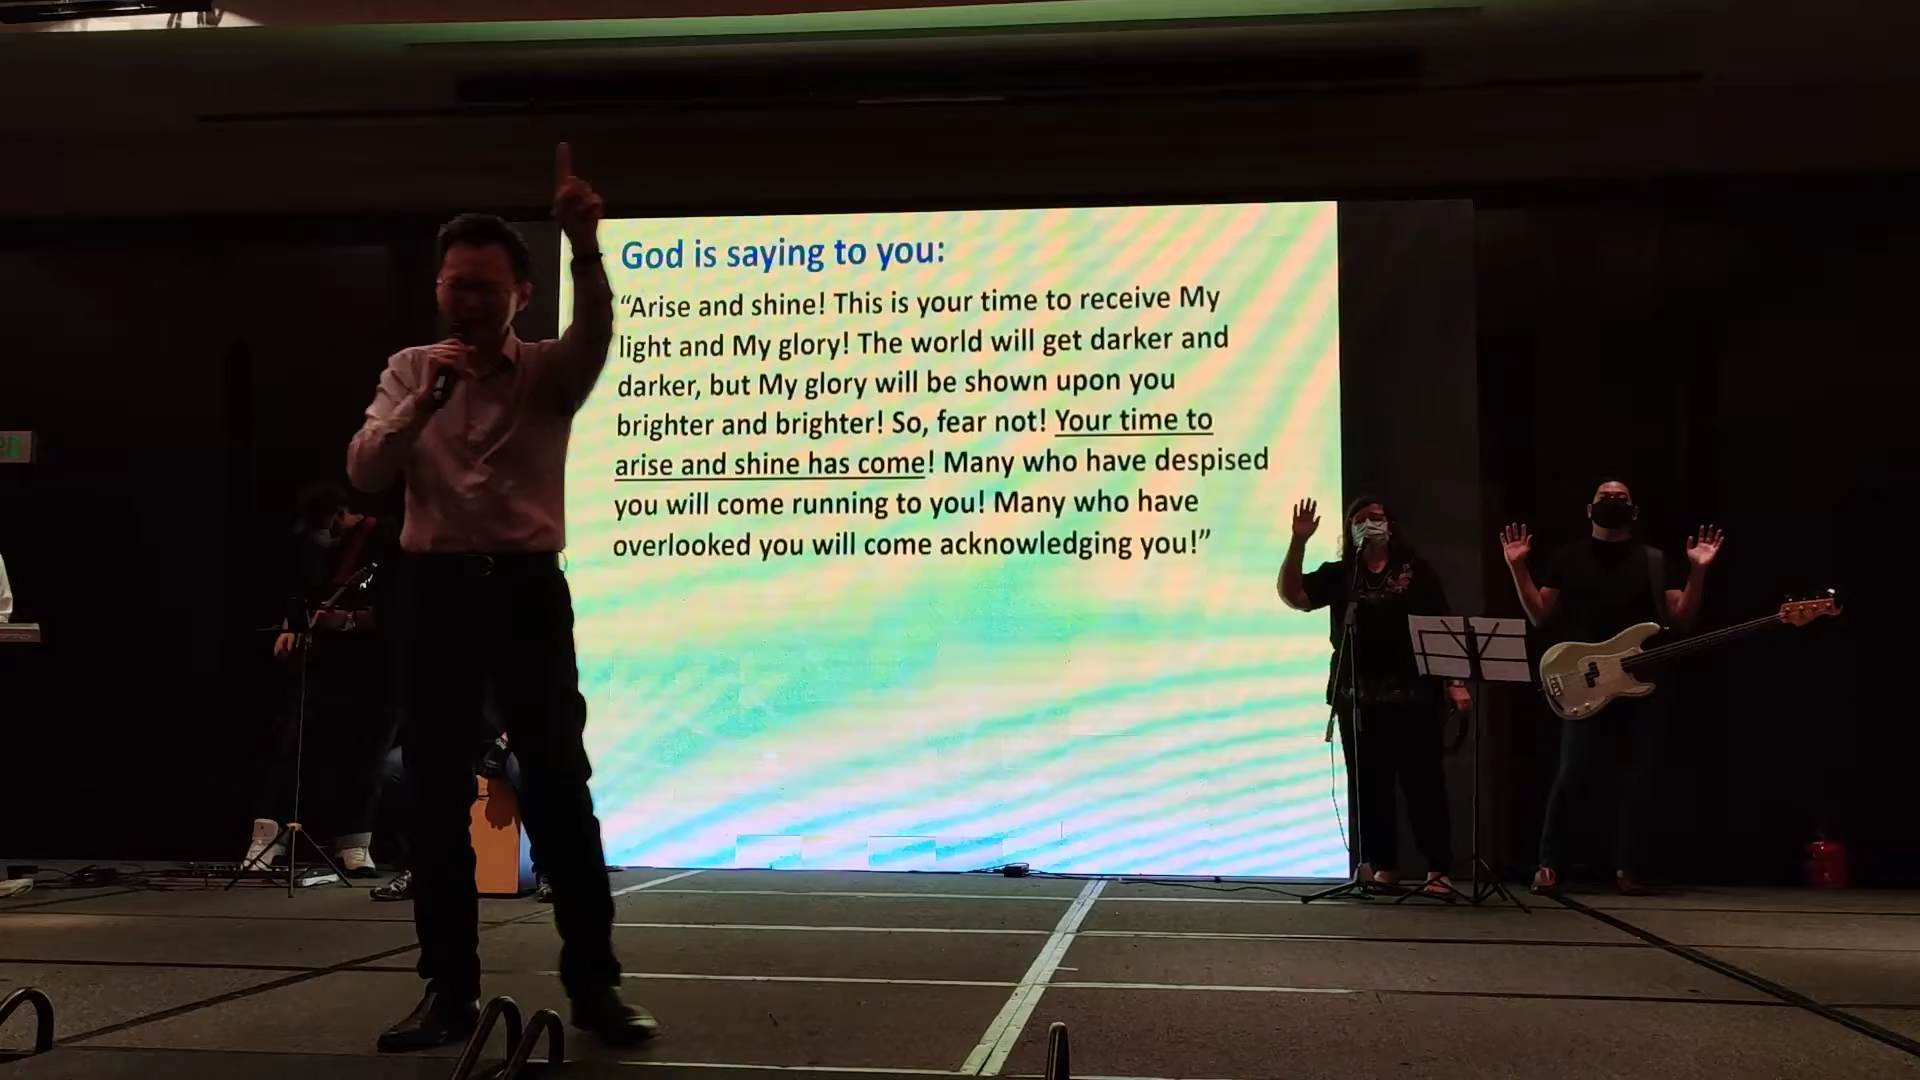 God is saying to you:
“Arise and shine! This is your time to receive My
light and My glory! The world will get darker and
darker, but My glory will be shown upon you
brighter and brighter! So, fear not! Your time to
arise and shine has come! Many who have despised
you will come running to you! Many who have
overlooked you will come acknowledging you!”